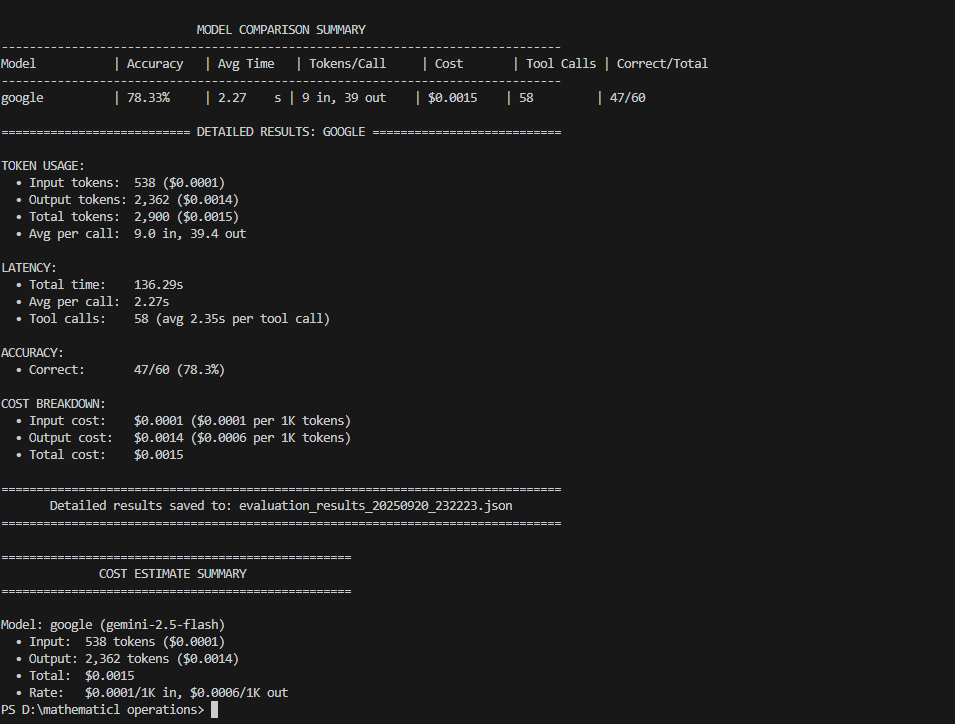 MODEL COMPARISON SUMMARY
--------------------------------------------------------------------------------
Model | Accuracy | Avg Time | Tokens/Call | Cost | Tool Calls | Correct/Total
--------------------------------------------------------------------------------
google | 78.33% | 2.27 s | 9 in, 39 out | $0.0015 | 58 | 47/60
=========================== DETAILED RESULTS: GOOGLE ===========================
TOKEN USAGE:
• Input tokens: 538 ($0.0001)
• Output tokens: 2,362 ($0.0014)
• Total tokens: 2,900 ($0.0015)
• Avg per call: 9.0 in, 39.4 out
LATENCY:
• Total time: 136.29s
• Avg per call: 2.27s
• Tool calls: 58 (avg 2.35s per tool call)
ACCURACY:
• Correct: 47/60 (78.3%)
COST BREAKDOWN:
• Input cost: $0.0001 ($0.0001 per 1K tokens)
• Output cost: $0.0014 ($0.0006 per 1K tokens)
• Total cost: $0.0015
================================================================================
Detailed results saved to: evaluation_results_20250920_232223.json
================================================================================
==================================================
COST ESTIMATE SUMMARY
==================================================
Model: google (gemini-2.5-flash)
• Input: 538 tokens ($0.0001)
• Output: 2,362 tokens ($0.0014)
• Total: $0.0015
• Rate: $0.0001/1K in, $0.0006/1K out
PS D:\mathematicl operations>